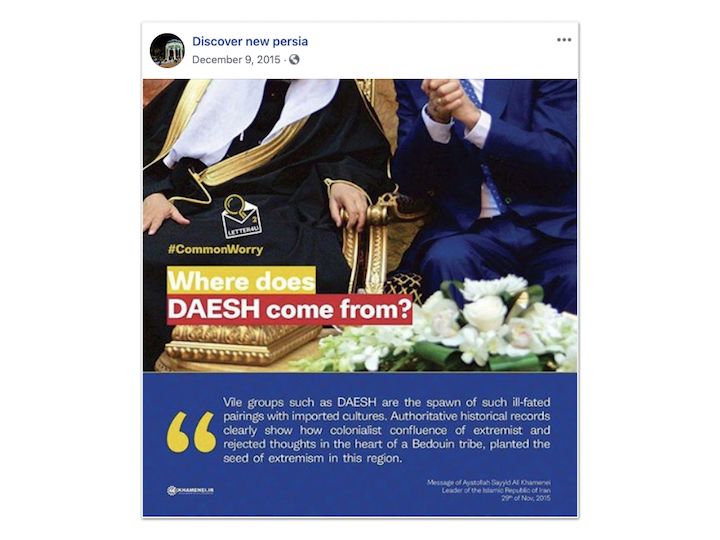 Discover new persia
December 9, 2015
2
LETTER4U
#CommonWorry
Where does
DAESH come from?
Vile groups such as DAESH are the spawn of such ill-fated
pairings with imported cultures. Authoritative historical records
clearly show how colonialist confluence of extremist and
rejected thoughts in the heart of a Bedouin tribe, planted the
seed of extremism in this region.
Message of Ayatollah Sayyid Ali Khamenei
Leader of the Islamic Republic of Iran
29th of Nov, 2015
KHAMENEI.IR